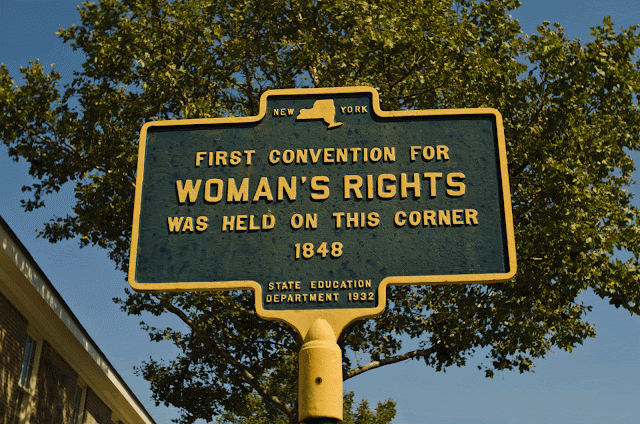 NEW YORK
FIRST CONVENTION FOR
WOMAN'S RIGHTS
WAS HELD ON THIS CORNER
1848
STATE EDUCATION
DEPARTMENT 1932